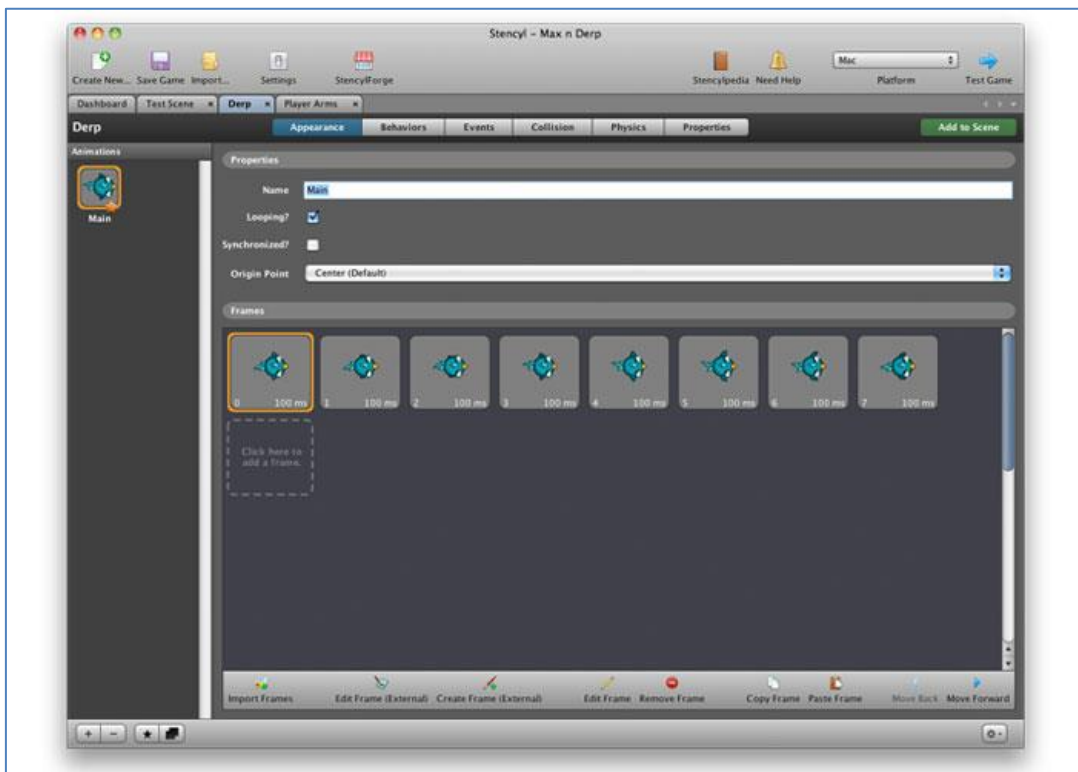 Stencyl - Max n Derp
Create New... Save Game Import... Settings StencylForge Stencylpedia Need Help Mac Platform Test Game
Dashboard Test Scene Derp Player Arms
Derp Appearance Behaviors Events Collision Physics Properties Add to Scene
Animations
Main
Properties
Name Main
Looping?
Synchronized?
Origin Point Center (Default)
Frames
0 100 ms 1 100 ms 2 100 ms 3 100 ms 4 100 ms 5 100 ms 6 100 ms 7 100 ms
Click here to
add a frame.
Import Frames Edit Frame (External) Create Frame (External) Edit Frame Remove Frame Copy Frame Paste Frame Move Back Move Forward